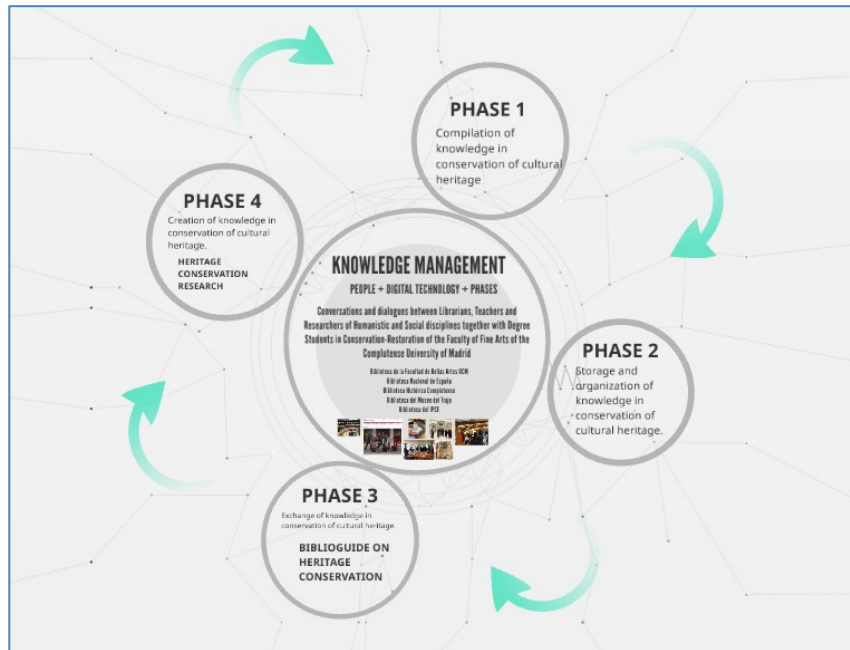 PHASE 1
Compilation of
knowledge in
conservation of cultural
heritage
PHASE 4
Creation of knowledge in
conservation of cultural
heritage.
HERITAGE
CONSERVATION
RESEARCH
KNOWLEDGE MANAGEMENT
PEOPLE + DIGITAL TECHNOLOGY + PHASES
Conversations and dialogues between Librarians, Teachers and
Researchers of Humanistic and Social disciplines together with Degree
Students in Conservation-Restoration of the Faculty of Fine Arts of the
Complutense University of Madrid
Biblioteca de la Facultad de Bellas Artes UCM
Biblioteca Nacional de España
Biblioteca Histórica Complutense
Biblioteca del Museo del Traje
Biblioteca del IPCE
PHASE 2
Storage and
organization of
knowledge in
conservation of
cultural heritage.
PHASE 3
Exchange of knowledge in
conservation of cultural heritage.
BIBLIOGUIDE ON
HERITAGE
CONSERVATION